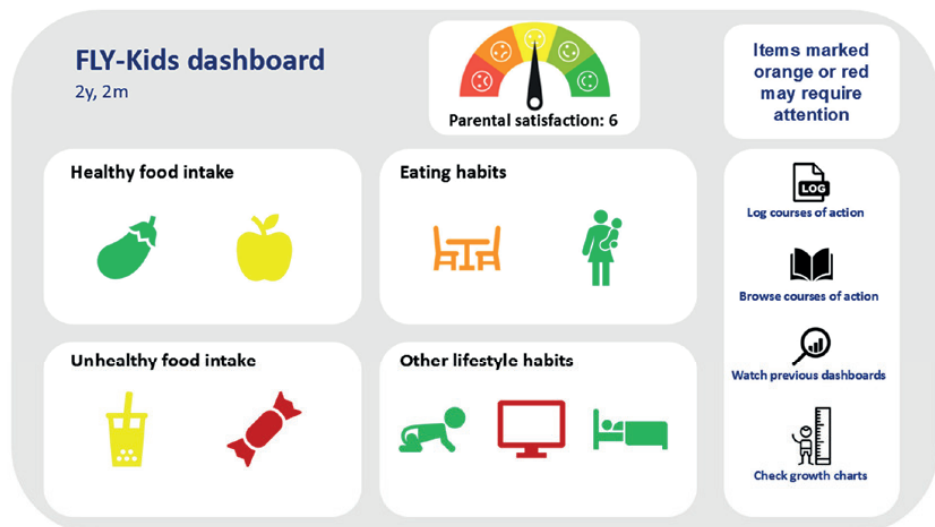 FLY-Kids dashboard
2y, 2m
Parental satisfaction: 6
Items marked
orange or red
may require
attention
Healthy food intake
Eating habits
LOG
Log courses of action
Browse courses of action
Unhealthy food intake
Other lifestyle habits
Watch previous dashboards
Check growth charts